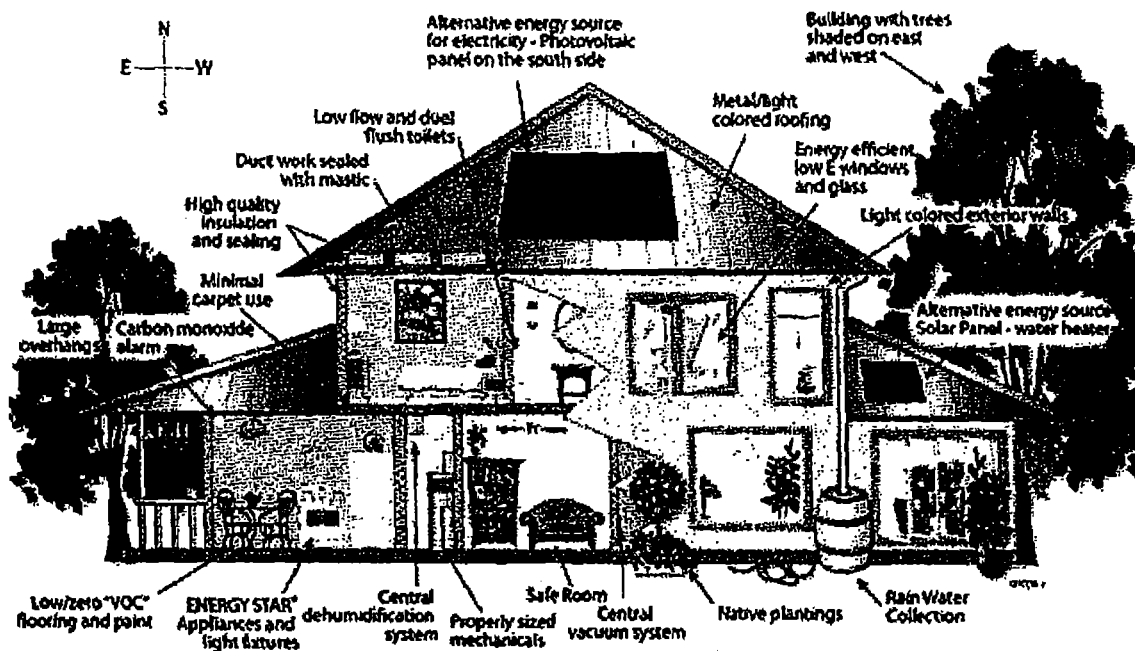 N
E
W
S
Alternative energy source
for electricity - Photovoltaic
panel on the south side
Building with trees
shaded on east
and west
Low flow and duel
flush toilets
Metal/light
colored roofing
Duct work sealed
with mastic
Energy efficient
low E windows
and glass
High quality
insulation
and sealing
Light colored exterior walls
Minimal
carpet use
Large
overhangs
Carbon monoxide
alarm
Alternative energy source
Solar Panel - water heater
Low/zero "VOC"
flooring and paint
ENERGY STAR®
Appliances and
light fixtures
Central
dehumidification
system
Properly sized
mechanicals
Safe Room
Central
vacuum system
Native plantings
Rain Water
Collection